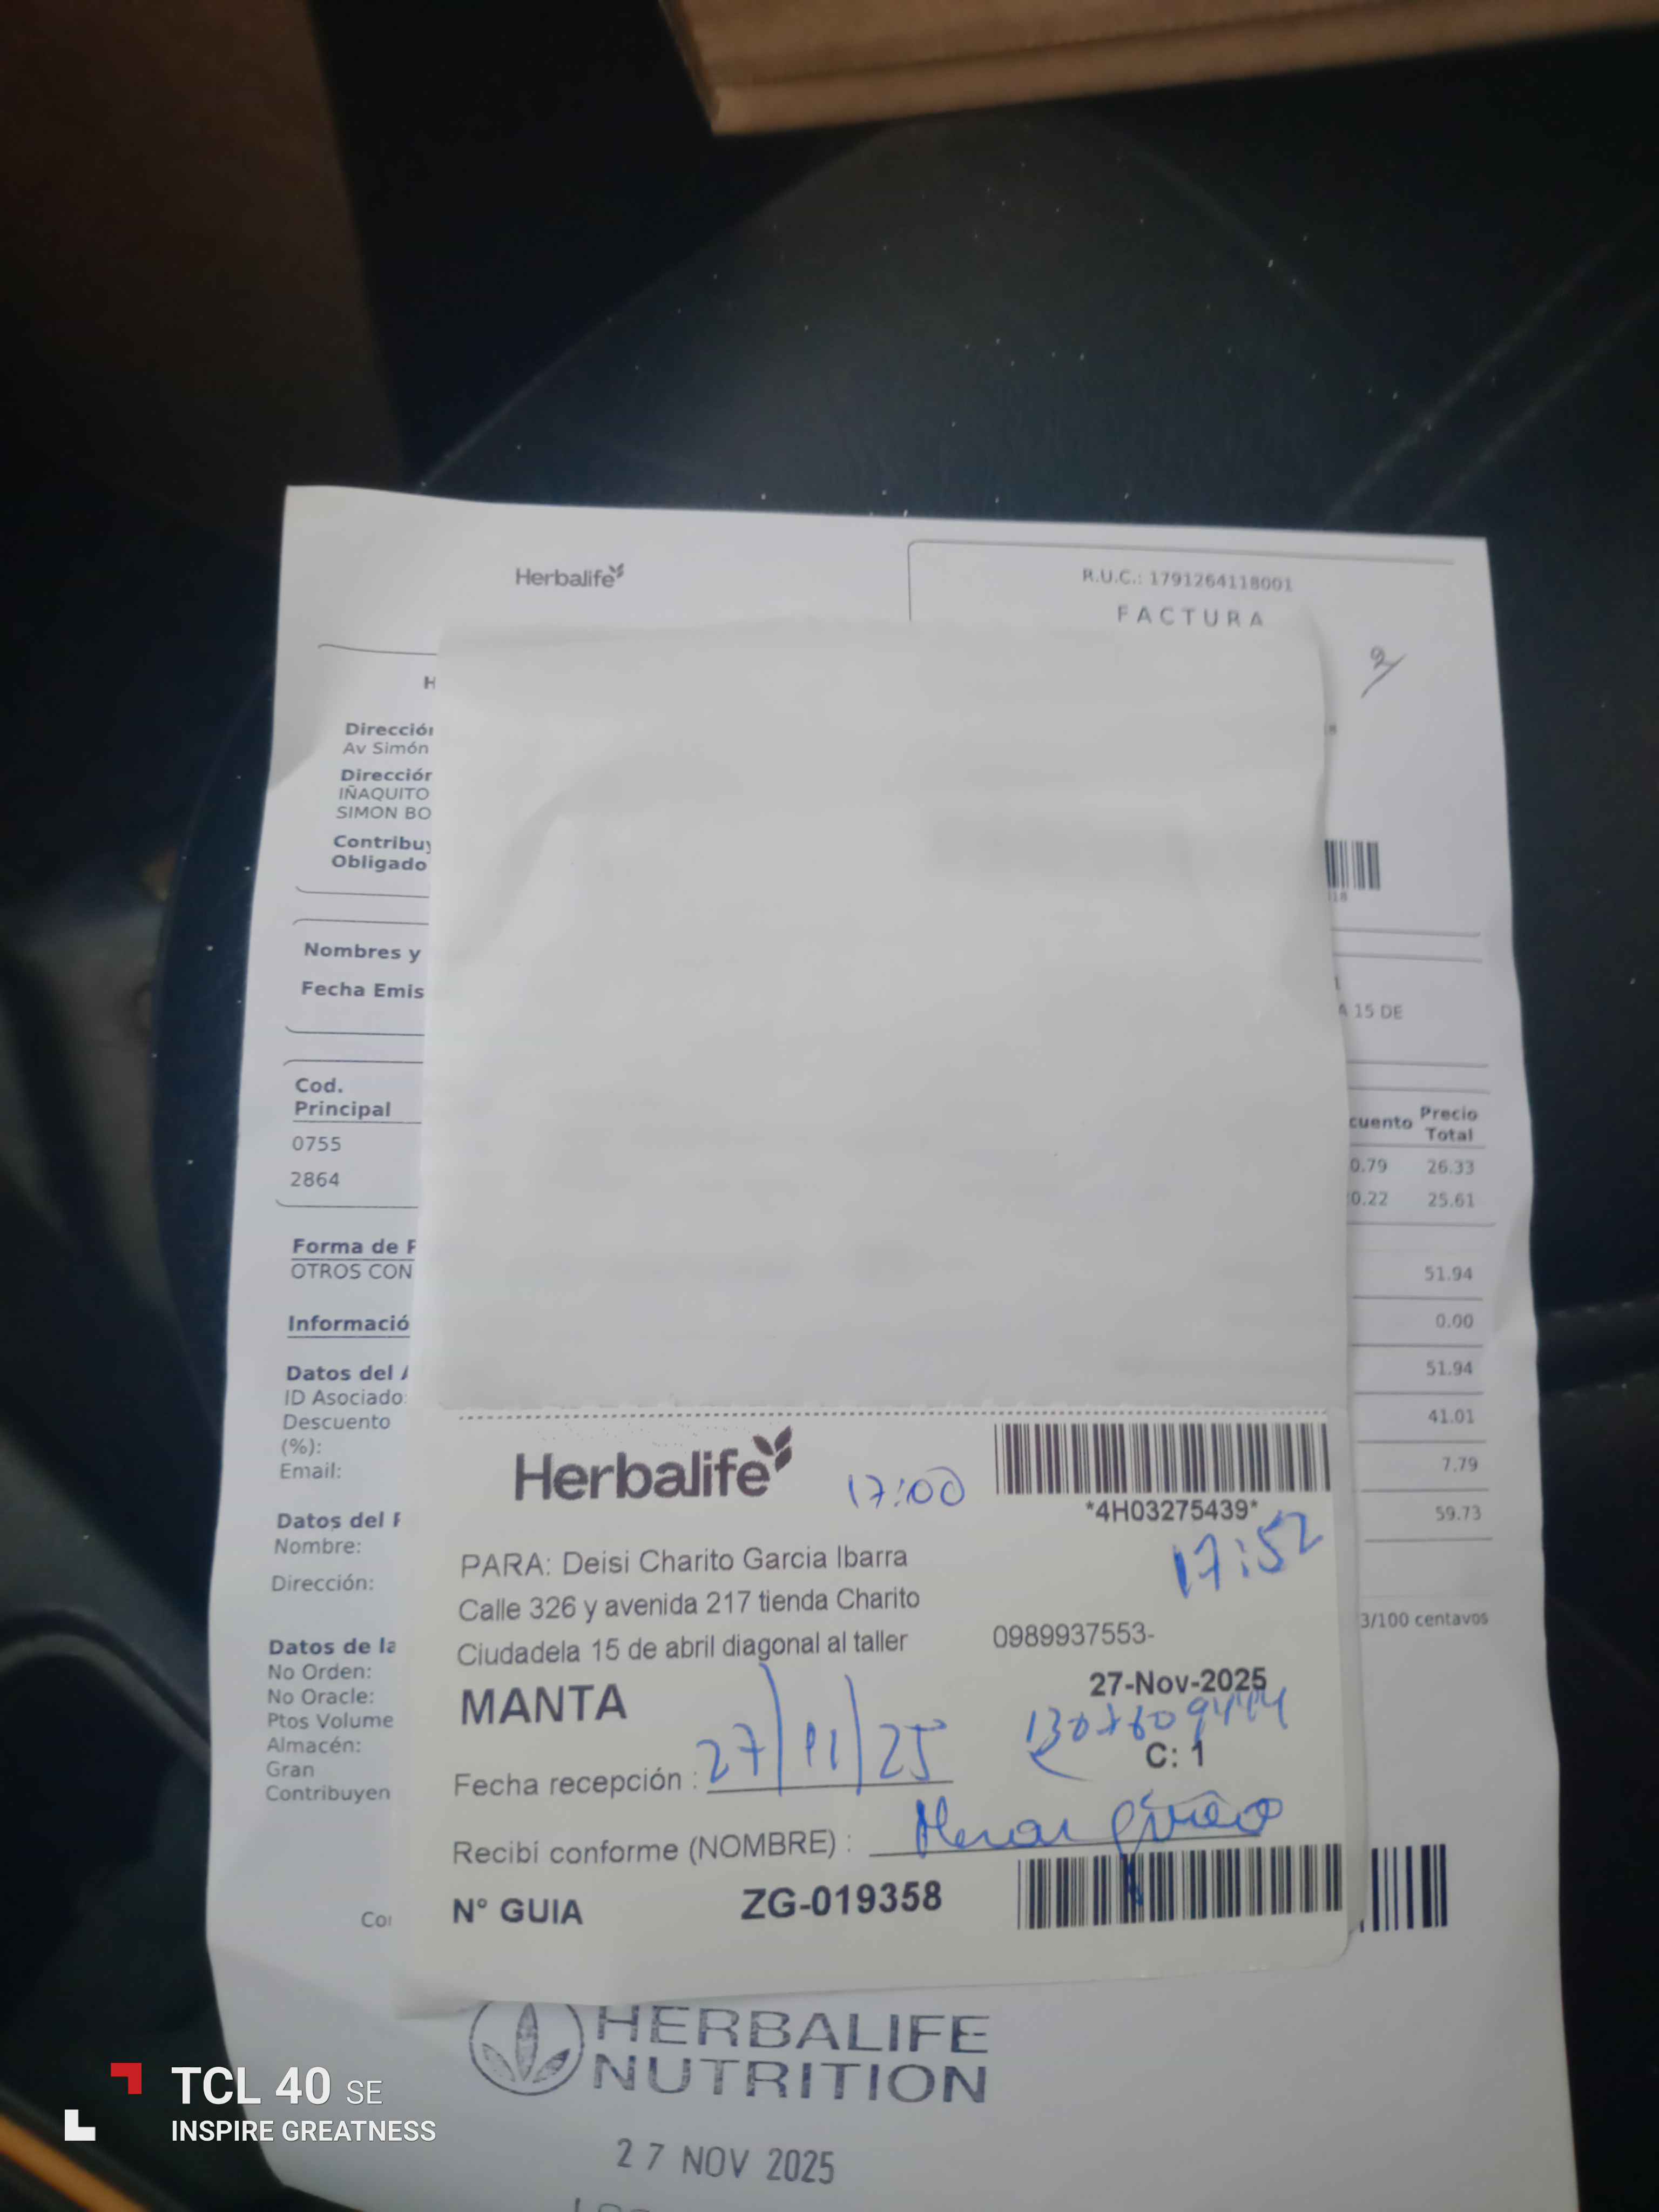 Herbalife
R.U.C.: 1791264118001
FACTURA
2
H
Dirección
Av Simón
Dirección
IÑAQUITO
SIMON BO
Contribuy
Obligado
18
Nombres y
Fecha Emis
A 15 DE
Cod.
Principal
cuento Precio
Total
0755 0.79 26.33
2864 0.22 25.61
Forma de P
OTROS CON
51.94
0.00
Informació
51.94
Datos del A
ID Asociado:
Descuento
(%):
Email:
41.01
7.79
59.73
Datos del P
Nombre:
Dirección:
3/100 centavos
Datos de la
No Orden:
No Oracle:
Ptos Volume
Almacén:
Gran
Contribuyen
Co
Herbalife
17:00
*4H03275439*
17:52
PARA: Deisi Charito Garcia Ibarra
Calle 326 y avenida 217 tienda Charito
Ciudadela 15 de abril diagonal al taller 0989937553-
MANTA 27-Nov-2025
C: 1
Fecha recepción : 27/11/25
Recibí conforme (NOMBRE) :
N° GUIA ZG-019358
HERBALIFE
NUTRITION
27 NOV 2025
TCL 40 SE
INSPIRE GREATNESS